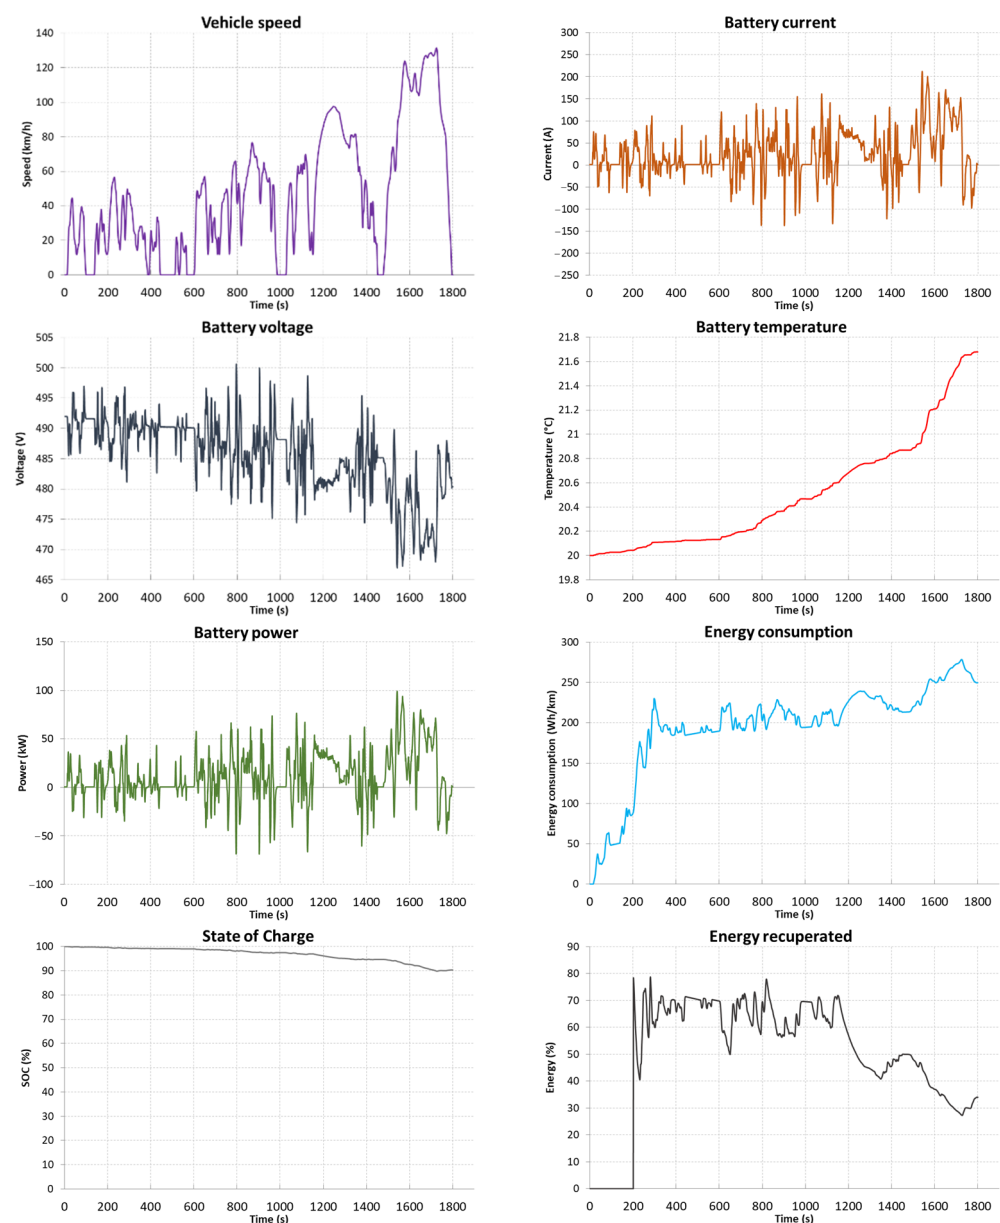 Vehicle speed
Speed (km/h)
140
120
100
80
60
40
20
0
0 200 400 600 800 1000 1200 1400 1600 1800
Time (s)
Battery current
Current (A)
300
250
200
150
100
50
0
−50
−100
−150
−200
−250
0 200 400 600 800 1000 1200 1400 1600 1800
Time (s)
Battery voltage
Voltage (V)
505
500
495
490
485
480
475
470
465
0 200 400 600 800 1000 1200 1400 1600 1800
Time (s)
Battery temperature
Temperature (°C)
21.8
21.6
21.4
21.2
21
20.8
20.6
20.4
20.2
20
19.8
0 200 400 600 800 1000 1200 1400 1600 1800
Time (s)
Battery power
Power (kW)
150
100
50
0
−50
−100
0 200 400 600 800 1000 1200 1400 1600 1800
Time (s)
Energy consumption
Energy consumption (Wh/km)
300
250
200
150
100
50
0
0 200 400 600 800 1000 1200 1400 1600 1800
Time (s)
State of Charge
SOC (%)
100
90
80
70
60
50
40
30
20
10
0
0 200 400 600 800 1000 1200 1400 1600 1800
Time (s)
Energy recuperated
Energy (%)
90
80
70
60
50
40
30
20
10
0
0 200 400 600 800 1000 1200 1400 1600 1800
Time (s)